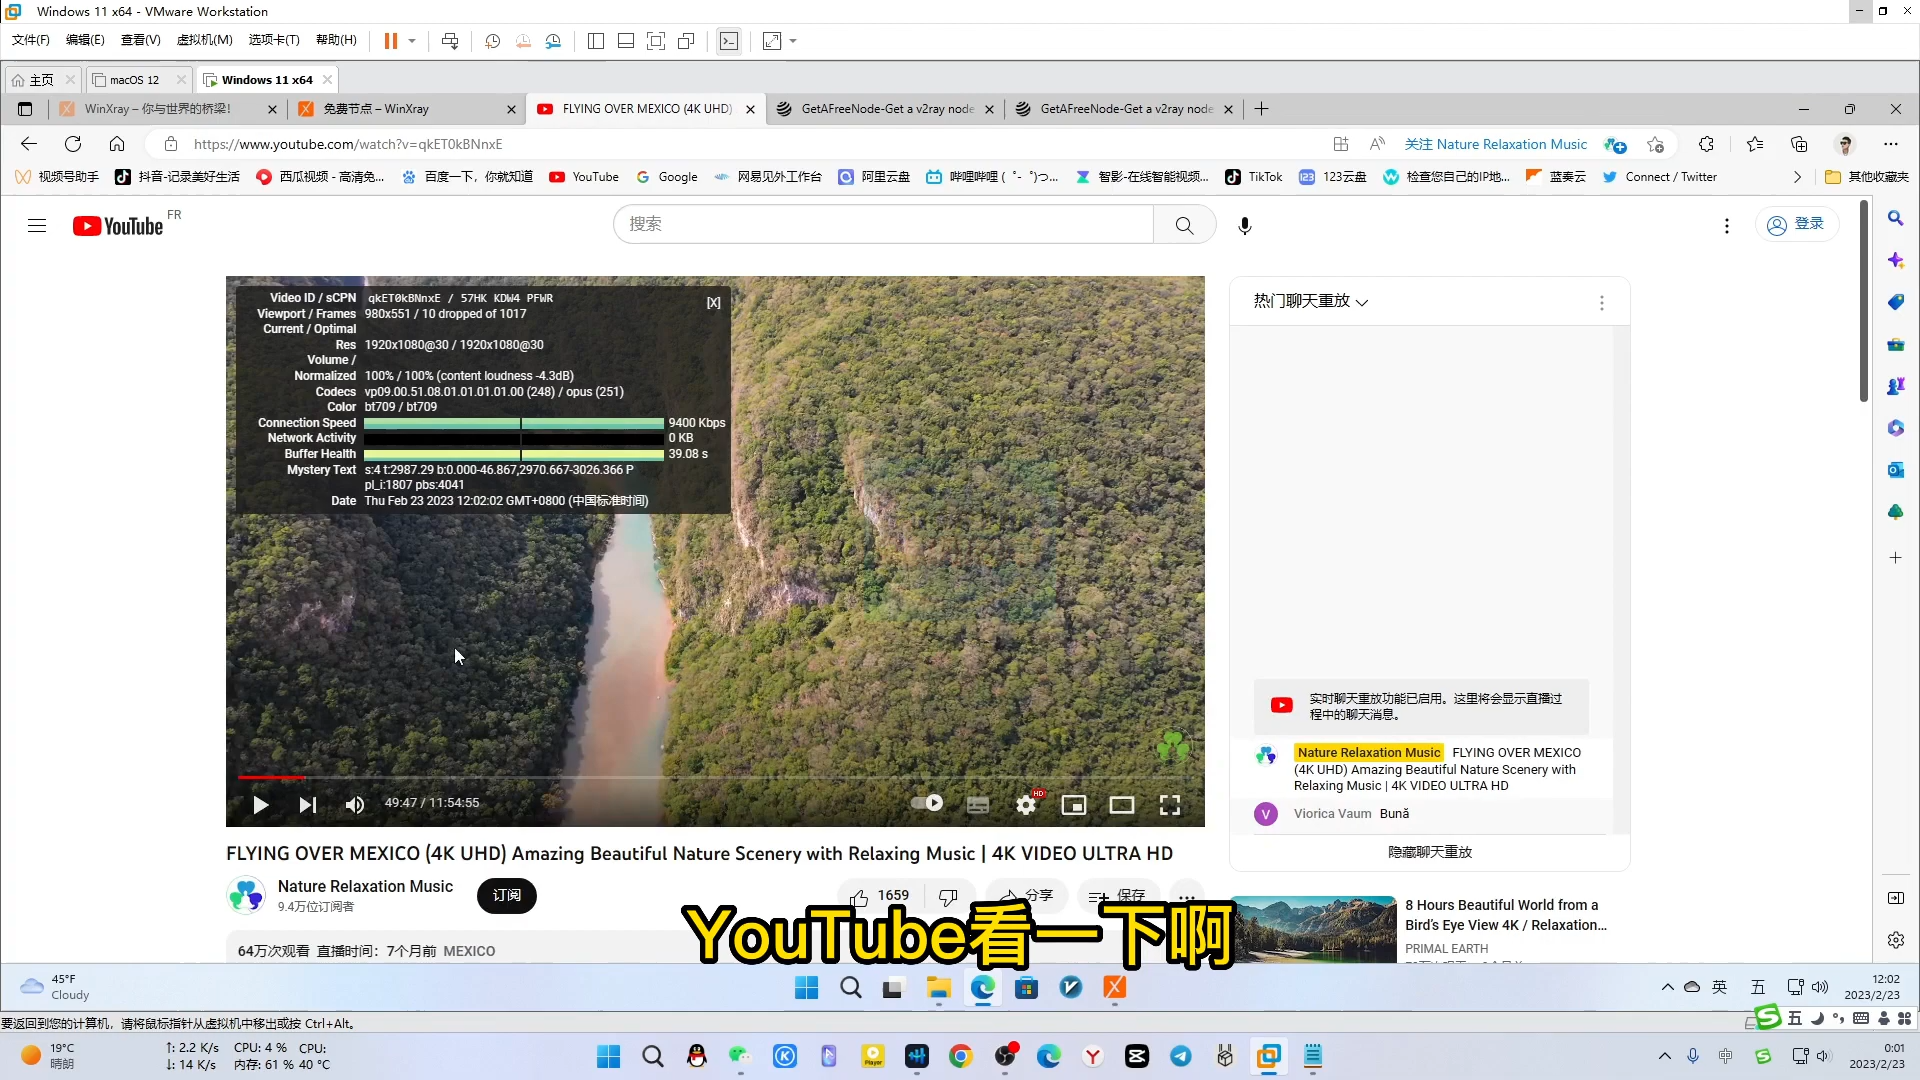 Windows 11 x64 - VMware Workstation
文件(F) 编辑(E) 查看(V) 虚拟机(M) 选项卡(T) 帮助(H)
主页 macOS 12 Windows 11 x64
WinXray – 你与世界的桥梁! 免费节点 – WinXray FLYING OVER MEXICO (4K UHD) GetAFreeNode-Get a v2ray node GetAFreeNode-Get a v2ray node
https://www.youtube.com/watch?v=qkET0kBNnxE 关注 Nature Relaxation Music
视频号助手 抖音-记录美好生活 西瓜视频 - 高清免... 百度一下，你就知道 YouTube Google 网易见外工作台 阿里云盘 哔哩哔哩 ( ゜- ゜)つ... 智影-在线智能视频... TikTok 123云盘 检查您自己的IP地... 蓝奏云 Connect / Twitter 其他收藏夹
YouTube FR 搜索 登录
Video ID / sCPN qkET0kBNnxE / 57HK KDW4 PFWR [X]
Viewport / Frames 980x551 / 10 dropped of 1017
Current / Optimal
Res 1920x1080@30 / 1920x1080@30
Volume /
Normalized 100% / 100% (content loudness -4.3dB)
Codecs vp09.00.51.08.01.01.01.01.00 (248) / opus (251)
Color bt709 / bt709
Connection Speed 9400 Kbps
Network Activity 0 KB
Buffer Health 39.08 s
Mystery Text s:4 t:2987.29 b:0.000-46.867,2970.667-3026.366 P
pl_i:1807 pbs:4041
Date Thu Feb 23 2023 12:02:02 GMT+0800 (中国标准时间)
49:47 / 11:54:55 HD
热门聊天重放
实时聊天重放功能已启用。这里将会显示直播过
程中的聊天消息。
Nature Relaxation Music FLYING OVER MEXICO
(4K UHD) Amazing Beautiful Nature Scenery with
Relaxing Music | 4K VIDEO ULTRA HD
V Viorica Vaum Bună
隐藏聊天重放
FLYING OVER MEXICO (4K UHD) Amazing Beautiful Nature Scenery with Relaxing Music | 4K VIDEO ULTRA HD
Nature Relaxation Music
9.4万位订阅者
订阅 1659 分享 保存
64万次观看 直播时间：7个月前 MEXICO
8 Hours Beautiful World from a
Bird's Eye View 4K / Relaxation...
PRIMAL EARTH
YouTube看一下啊
45°F
Cloudy
英 五 12:02
2023/2/23
要返回到您的计算机，请将鼠标指针从虚拟机中移出或按 Ctrl+Alt。
五
19°C
晴朗
↑: 2.2 K/s CPU: 4 % CPU:
↓: 14 K/s 内存: 61 % 40 °C
中 0:01
2023/2/23